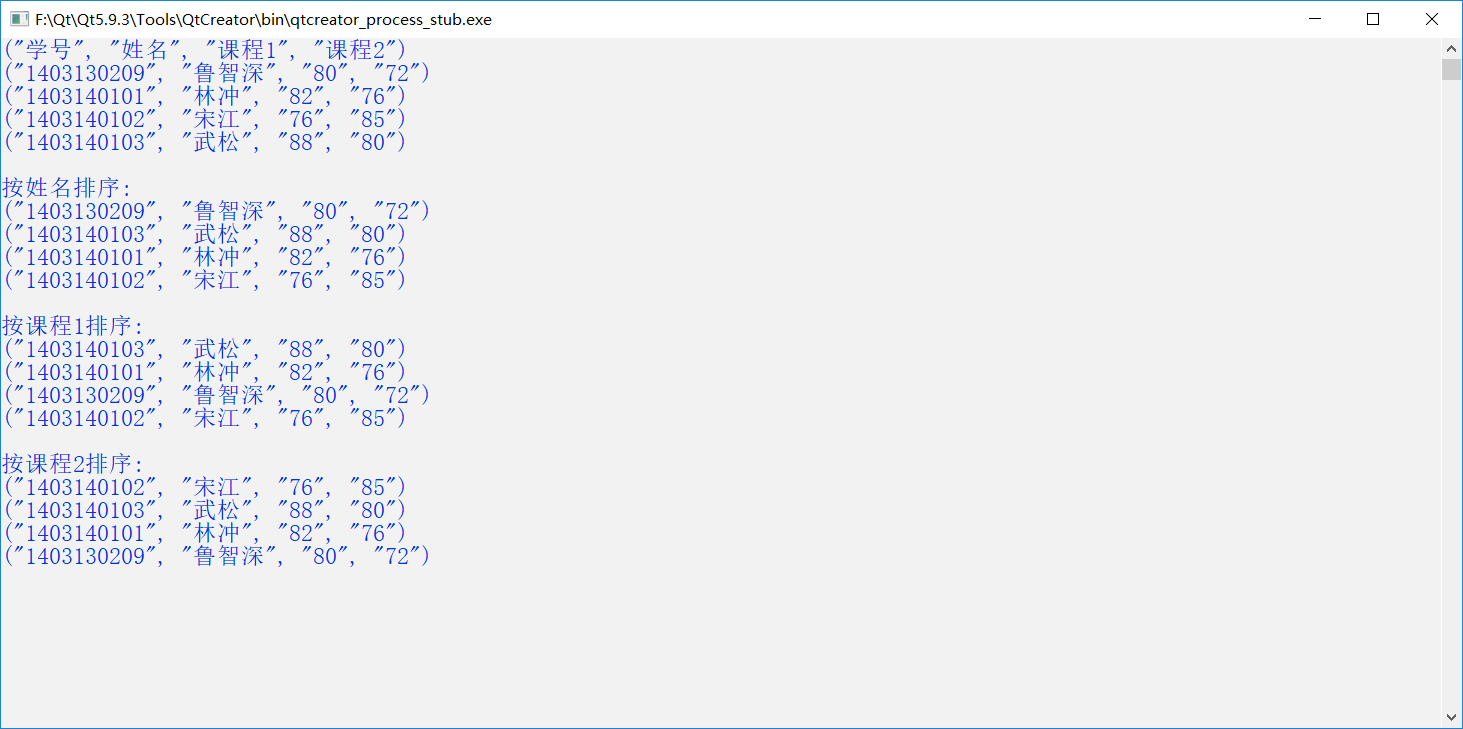 F:\Qt\Qt5.9.3\Tools\QtCreator\bin\qtcreator_process_stub.exe
("学号", "姓名", "课程1", "课程2")
("1403130209", "鲁智深", "80", "72")
("1403140101", "林冲", "82", "76")
("1403140102", "宋江", "76", "85")
("1403140103", "武松", "88", "80")
按姓名排序:
("1403130209", "鲁智深", "80", "72")
("1403140103", "武松", "88", "80")
("1403140101", "林冲", "82", "76")
("1403140102", "宋江", "76", "85")
按课程1排序:
("1403140103", "武松", "88", "80")
("1403140101", "林冲", "82", "76")
("1403130209", "鲁智深", "80", "72")
("1403140102", "宋江", "76", "85")
按课程2排序:
("1403140102", "宋江", "76", "85")
("1403140103", "武松", "88", "80")
("1403140101", "林冲", "82", "76")
("1403130209", "鲁智深", "80", "72")